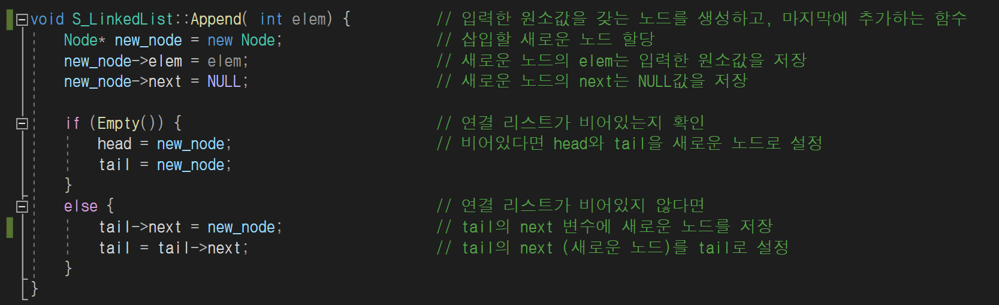 void S_LinkedList::Append( int elem) { // 입력한 원소값을 갖는 노드를 생성하고, 마지막에 추가하는 함수
Node* new_node = new Node; // 삽입할 새로운 노드 할당
new_node->elem = elem; // 새로운 노드의 elem는 입력한 원소값을 저장
new_node->next = NULL; // 새로운 노드의 next는 NULL값을 저장
if (Empty()) { // 연결 리스트가 비어있는지 확인
head = new_node; // 비어있다면 head와 tail을 새로운 노드로 설정
tail = new_node;
}
else { // 연결 리스트가 비어있지 않다면
tail->next = new_node; // tail의 next 변수에 새로운 노드를 저장
tail = tail->next; // tail의 next (새로운 노드)를 tail로 설정
}
}